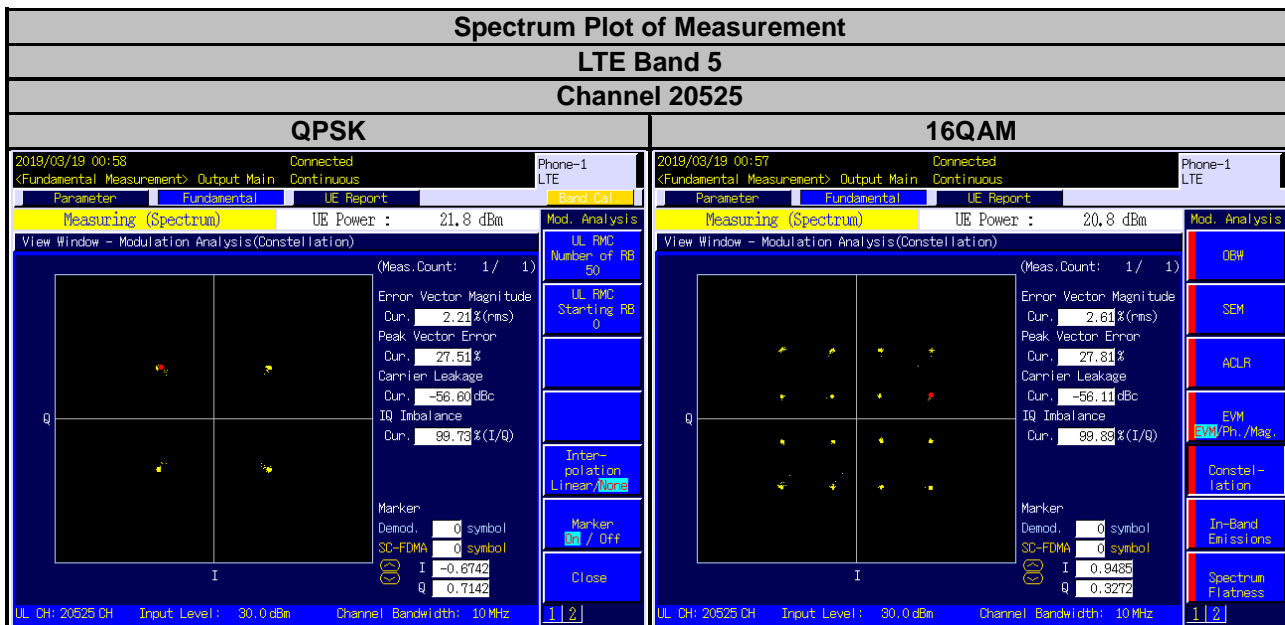 Spectrum Plot of Measurement
LTE Band 5
Channel 20525
QPSK
2019/03/19 00:58 Connected Phone-1
<Fundamental Measurement> Output Main Continuous LTE
Parameter Fundamental UE Report Band Cal.
Measuring (Spectrum) UE Power : 21.8 dBm Mod. Analysis
View Window - Modulation Analysis(Constellation)
(Meas.Count: 1/ 1)
Error Vector Magnitude
Cur. 2.21 %(rms)
Peak Vector Error
Cur. 27.51 %
Carrier Leakage
Cur. -56.60 dBc
IQ Imbalance
Cur. 99.73 %(I/Q)
Q
I
Marker
Demod. 0 symbol
SC-FDMA 0 symbol
I -0.6742
Q 0.7142
UL RMC
Number of RB
50
UL RMC
Starting RB
0
Inter-
polation
Linear/None
Marker
On / Off
Close
UL CH: 20525 CH Input Level: 30.0 dBm Channel Bandwidth: 10 MHz 1 2
16QAM
2019/03/19 00:57 Connected Phone-1
<Fundamental Measurement> Output Main Continuous LTE
Parameter Fundamental UE Report
Measuring (Spectrum) UE Power : 20.8 dBm Mod. Analysis
View Window - Modulation Analysis(Constellation)
(Meas.Count: 1/ 1)
Error Vector Magnitude
Cur. 2.61 %(rms)
Peak Vector Error
Cur. 27.81 %
Carrier Leakage
Cur. -56.11 dBc
IQ Imbalance
Cur. 99.89 %(I/Q)
Q
I
Marker
Demod. 0 symbol
SC-FDMA 0 symbol
I 0.9485
Q 0.3272
OBW
SEM
ACLR
EVM
EVM/Ph./Mag.
Constel-
lation
In-Band
Emissions
Spectrum
Flatness
UL CH: 20525 CH Input Level: 30.0 dBm Channel Bandwidth: 10 MHz 1 2